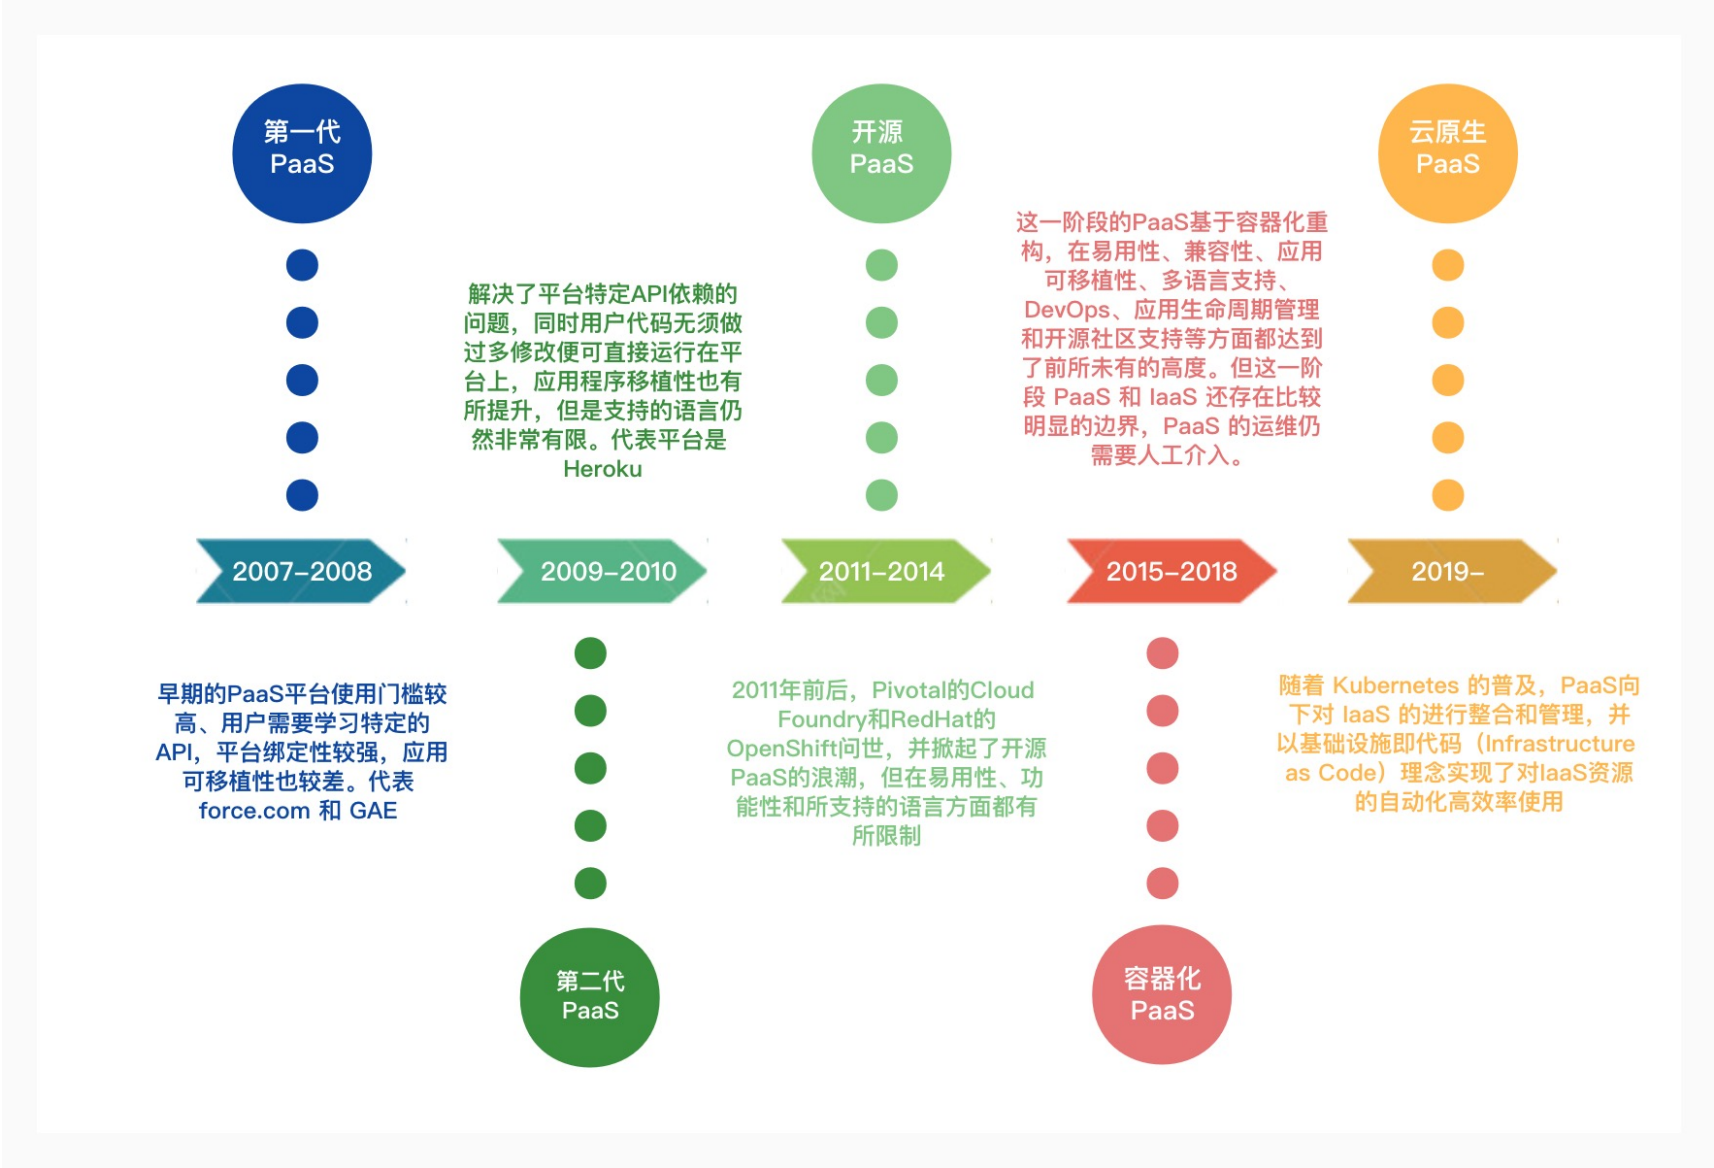 第一代
PaaS
开源
PaaS
云原生
PaaS
解决了平台特定API依赖的
问题，同时用户代码无须做
过多修改便可直接运行在平
台上，应用程序移植性也有
所提升，但是支持的语言仍
然非常有限。代表平台是
Heroku
这一阶段的PaaS基于容器化重
构，在易用性、兼容性、应用
可移植性、多语言支持、
DevOps、应用生命周期管理
和开源社区支持等方面都达到
了前所未有的高度。但这一阶
段 PaaS 和 IaaS 还存在比较
明显的边界，PaaS 的运维仍
需要人工介入。
2007-2008
2009-2010
2011-2014
2015-2018
2019-
早期的PaaS平台使用门槛较
高、用户需要学习特定的
API，平台绑定性较强，应用
可移植性也较差。代表
force.com 和 GAE
2011年前后，Pivotal的Cloud
Foundry和RedHat的
OpenShift问世，并掀起了开源
PaaS的浪潮，但在易用性、功
能性和所支持的语言方面都有
所限制
随着 Kubernetes 的普及，PaaS向
下对 IaaS 的进行整合和管理，并
以基础设施即代码（Infrastructure
as Code）理念实现了对IaaS资源
的自动化高效率使用
第二代
PaaS
容器化
PaaS